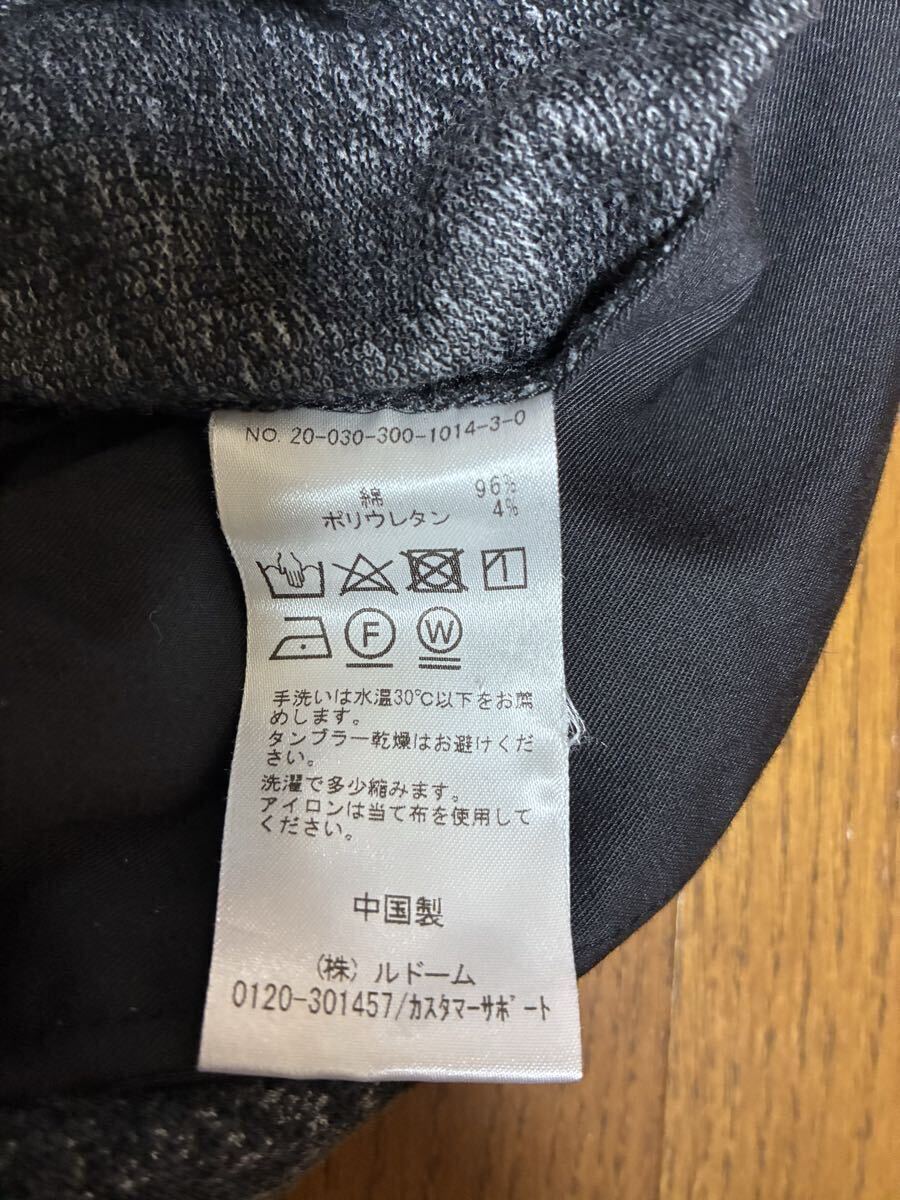 NO. 20-030-300-1014-3-0
綿 96%
ポリウレタン 4%
F W
手洗いは水温30℃以下をお薦
めします。
タンブラー乾燥はお避けくだ
さい。
洗濯で多少縮みます。
アイロンは当て布を使用して
ください。
中国製
(株)ルドーム
0120-301457/カスタマーサポート